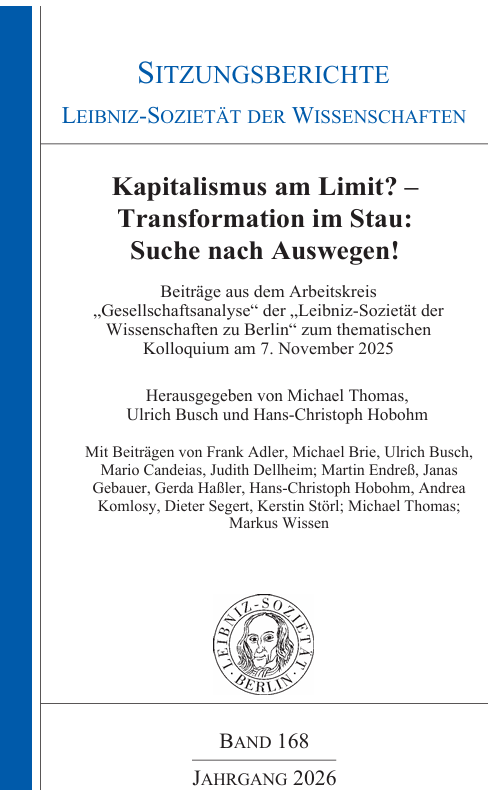 SITZUNGSBERICHTE
LEIBNIZ-SOZIETÄT DER WISSENSCHAFTEN
Kapitalismus am Limit? –
Transformation im Stau:
Suche nach Auswegen!
Beiträge aus dem Arbeitskreis
„Gesellschaftsanalyse“ der „Leibniz-Sozietät der
Wissenschaften zu Berlin“ zum thematischen
Kolloquium am 7. November 2025
Herausgegeben von Michael Thomas,
Ulrich Busch und Hans-Christoph Hobohm
Mit Beiträgen von Frank Adler, Michael Brie, Ulrich Busch,
Mario Candeias, Judith Dellheim; Martin Endreß, Janas
Gebauer, Gerda Haßler, Hans-Christoph Hobohm, Andrea
Komlosy, Dieter Segert, Kerstin Störl; Michael Thomas;
Markus Wissen
LEIBNIZ-SOZIETÄT
BERLIN
BAND 168
JAHRGANG 2026